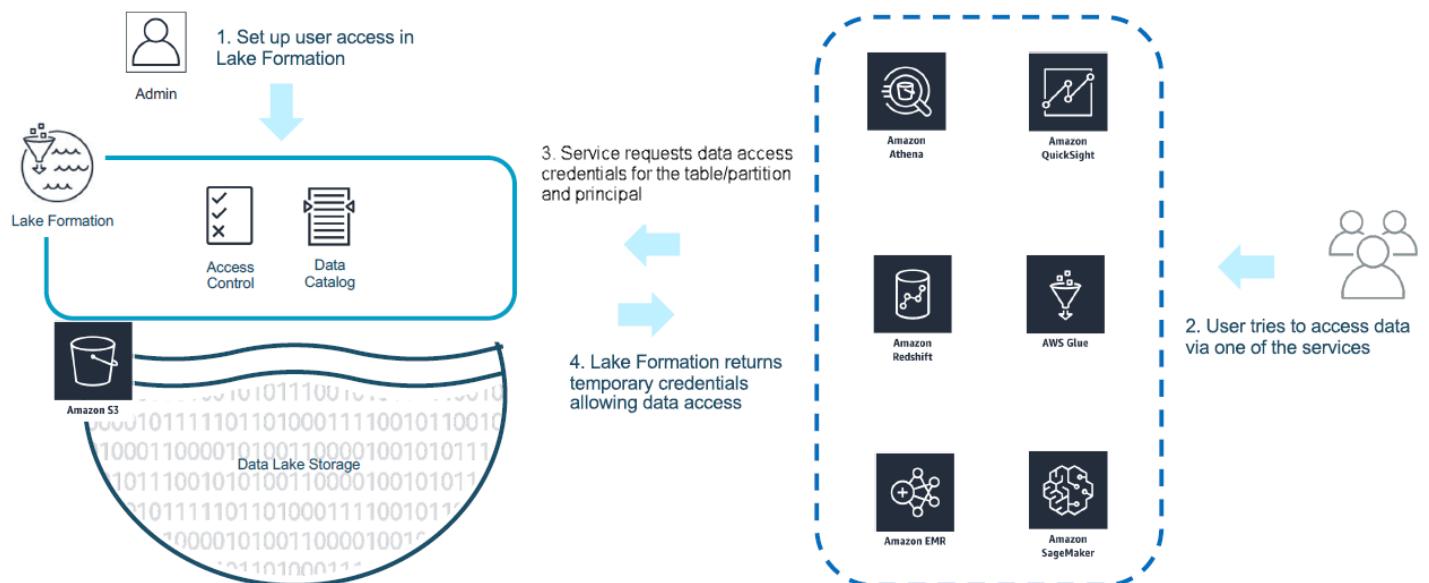 1. Set up user access in
Lake Formation
Admin
Lake Formation
Access
Control
Data
Catalog
3. Service requests data access
credentials for the table/partition
and principal
4. Lake Formation returns
temporary credentials
allowing data access
Amazon S3
Data Lake Storage
Amazon
Athena
Amazon
QuickSight
Amazon
Redshift
AWS Glue
Amazon EMR
Amazon
SageMaker
2. User tries to access data
via one of the services